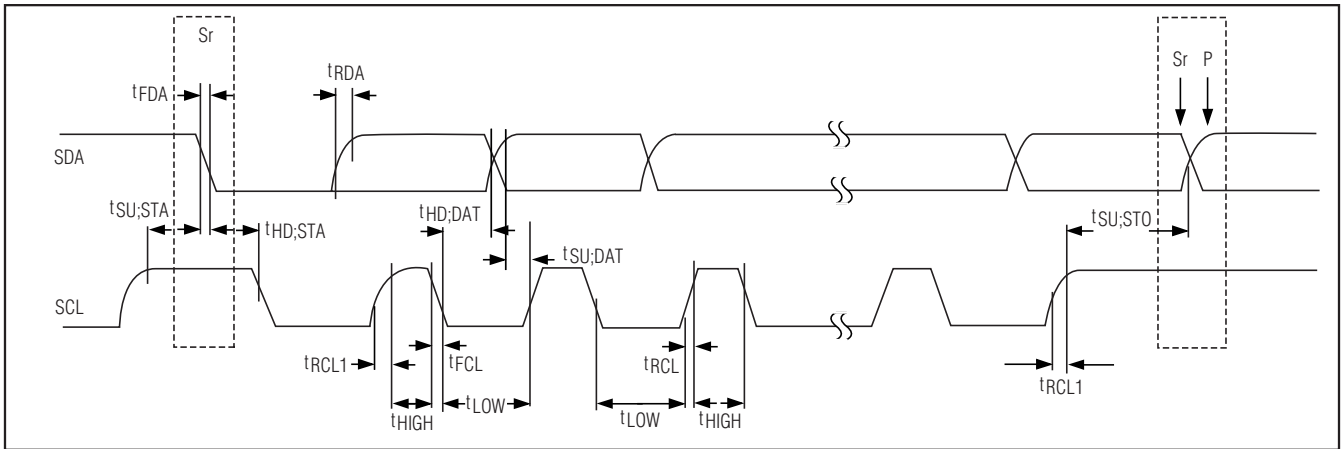 Sr
tRDA
Sr P
tFDA
SDA
tSU;STA
tHD;STA
tHD;DAT
tSU;STO
tSU;DAT
SCL
tRCL1
tFCL
tRCL
tRCL1
tHIGH
tLOW
tLOW
tHIGH